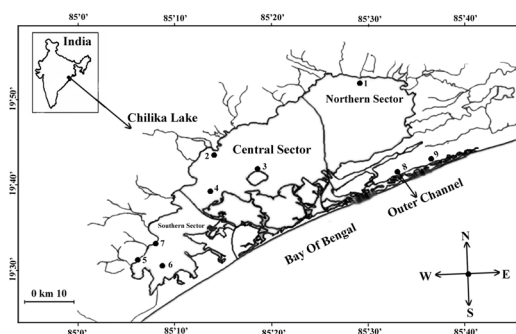 85°0' 85°10' 85°20' 85°30' 85°40'
India
19°50'
Chilika Lake
1
Northern Sector
2
Central Sector
3
9
8
19°40'
4
Outer Channel
Southern Sector
Bay Of Bengal
7
5
6
19°30'
N
W E
S
0 km 10
85°0' 85°10' 85°20' 85°30' 85°40'